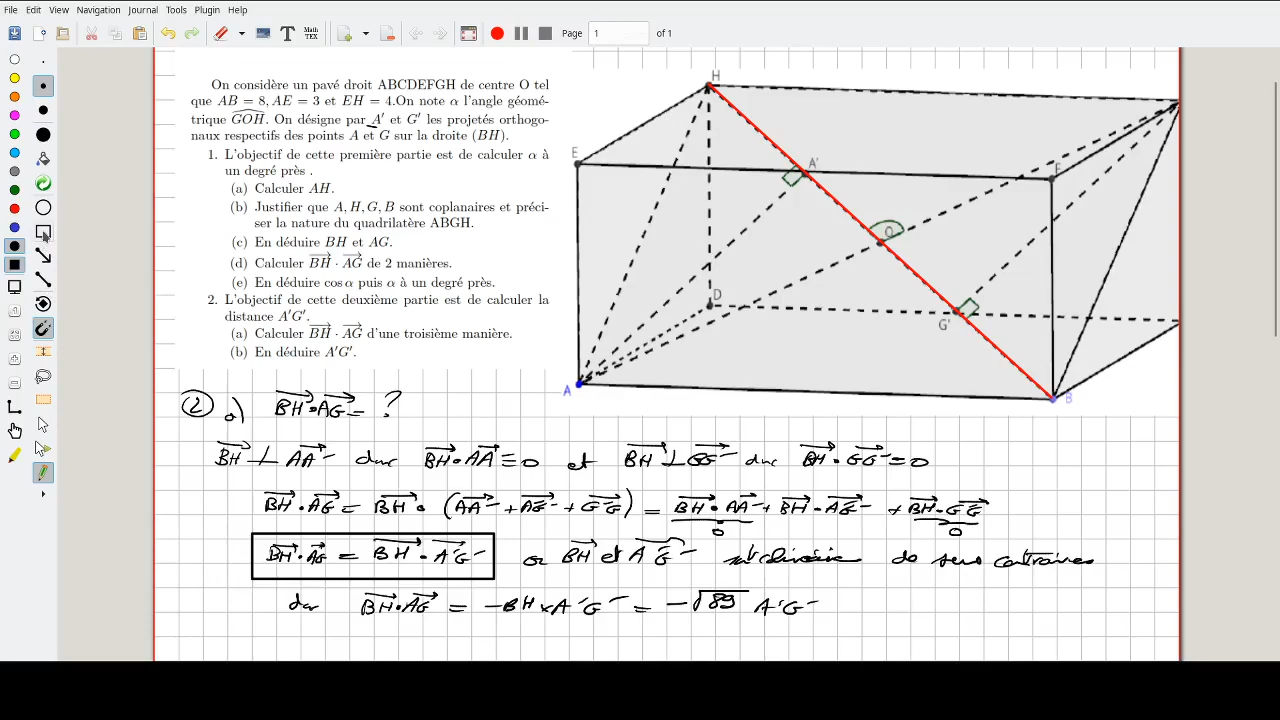 File Edit View Navigation Journal Tools Plugin Help
T Math TEX Page 1 of 1
On considère un pavé droit ABCDEFGH de centre O tel
que AB = 8, AE = 3 et EH = 4.On note α l'angle géomé-
trique GOH. On désigne par A′ et G′ les projetés orthogo-
naux respectifs des points A et G sur la droite (BH).
1. L'objectif de cette première partie est de calculer α à
un degré près .
(a) Calculer AH.
(b) Justifier que A, H, G, B sont coplanaires et préci-
ser la nature du quadrilatère ABGH.
(c) En déduire BH et AG.
(d) Calculer BH · AG de 2 manières.
(e) En déduire cos α puis α à un degré près.
2. L'objectif de cette deuxième partie est de calculer la
distance A′G′.
(a) Calculer BH · AG d'une troisième manière.
(b) En déduire A′G′.
H
E
A'
F
O
D
G'
A
B
② a) BH · AG = ?
BH ⊥ AA' donc BH · AA' = 0 et BH ⊥ GG' donc BH · GG' = 0
BH · AG = BH · (AA' + A'G' + G'G) = BH · AA' + BH · A'G' + BH · G'G
0 0
BH · AG = BH · A'G' or BH et A'G' de sens contraires
donc BH · AG = −BH × A'G' = −√89 A'G'